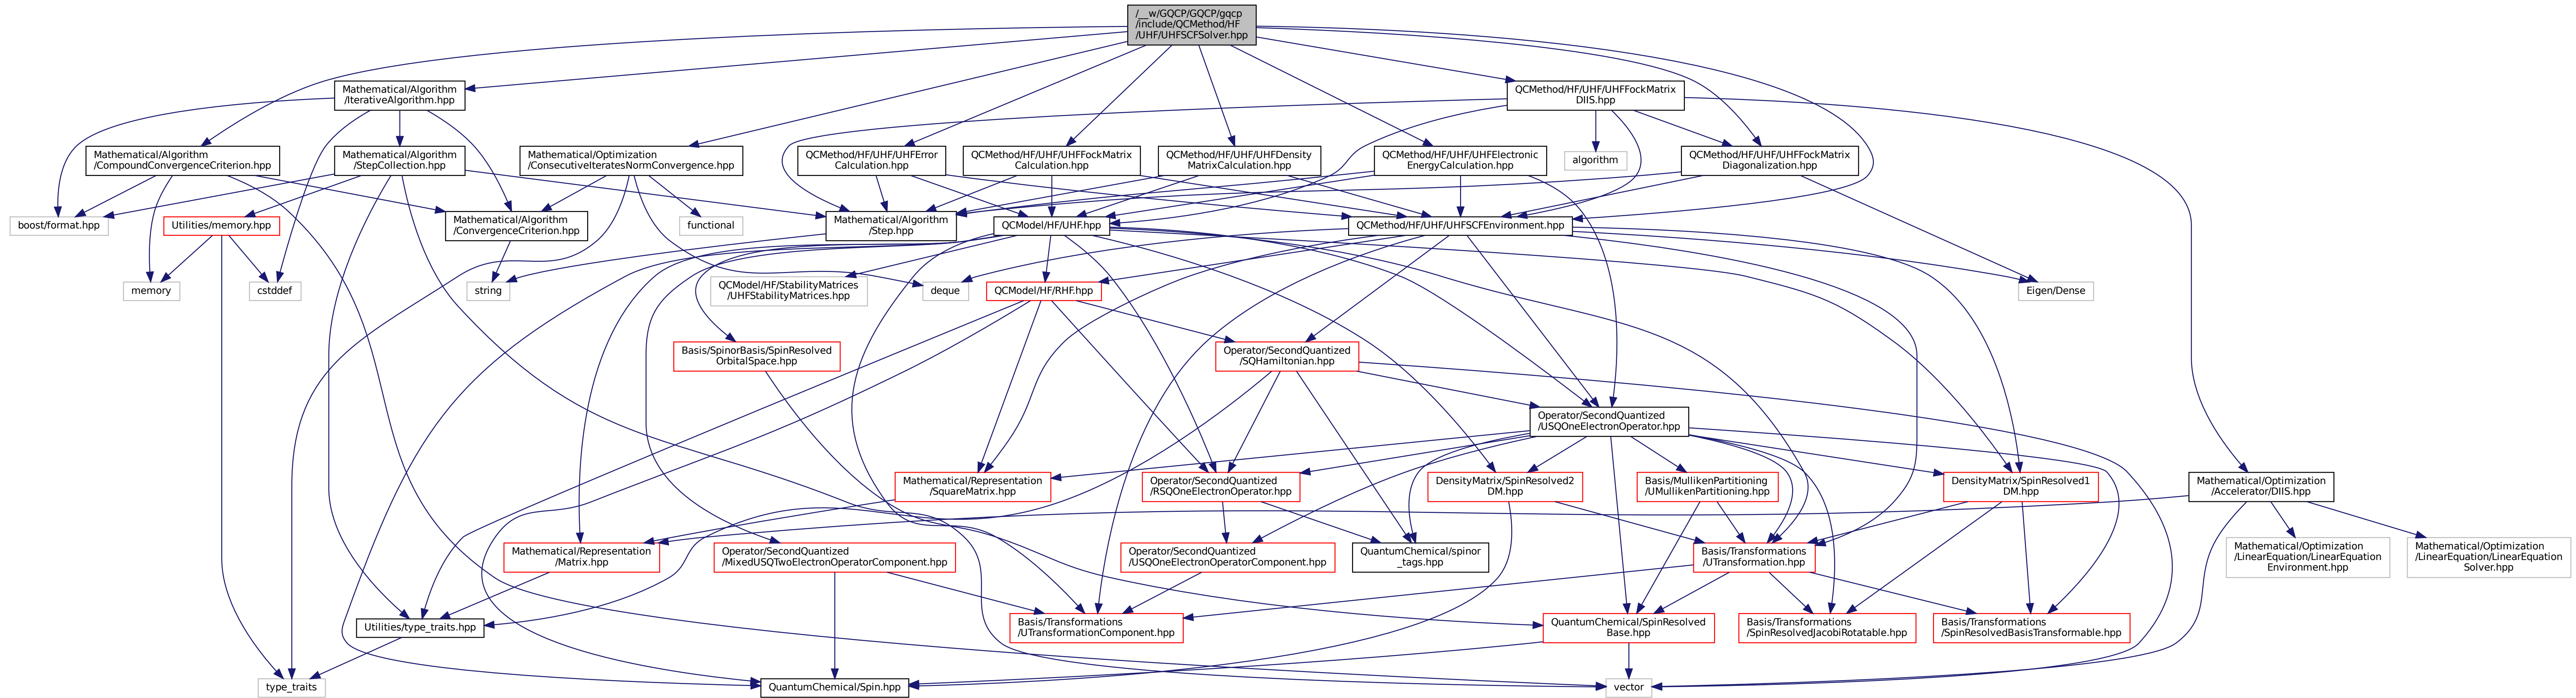 /__w/GQCP/GQCP/gqcp
/include/QCMethod/HF
/UHF/UHFSCFSolver.hpp
Mathematical/Algorithm
/IterativeAlgorithm.hpp
QCMethod/HF/UHF/UHFFockMatrix
DIIS.hpp
Mathematical/Algorithm
/CompoundConvergenceCriterion.hpp
Mathematical/Algorithm
/StepCollection.hpp
Mathematical/Optimization
/ConsecutiveIteratesNormConvergence.hpp
QCMethod/HF/UHF/UHFError
Calculation.hpp
QCMethod/HF/UHF/UHFFockMatrix
Calculation.hpp
QCMethod/HF/UHF/UHFDensity
MatrixCalculation.hpp
QCMethod/HF/UHF/UHFElectronic
EnergyCalculation.hpp
algorithm
QCMethod/HF/UHF/UHFFockMatrix
Diagonalization.hpp
boost/format.hpp
Utilities/memory.hpp
Mathematical/Algorithm
/ConvergenceCriterion.hpp
functional
Mathematical/Algorithm
/Step.hpp
QCModel/HF/UHF.hpp
QCMethod/HF/UHF/UHFSCFEnvironment.hpp
memory
cstddef
string
QCModel/HF/StabilityMatrices
/UHFStabilityMatrices.hpp
deque
QCModel/HF/RHF.hpp
Eigen/Dense
Basis/SpinorBasis/SpinResolved
OrbitalSpace.hpp
Operator/SecondQuantized
/SQHamiltonian.hpp
Operator/SecondQuantized
/USQOneElectronOperator.hpp
Mathematical/Representation
/SquareMatrix.hpp
Operator/SecondQuantized
/RSQOneElectronOperator.hpp
DensityMatrix/SpinResolved2
DM.hpp
Basis/MullikenPartitioning
/UMullikenPartitioning.hpp
DensityMatrix/SpinResolved1
DM.hpp
Mathematical/Optimization
/Accelerator/DIIS.hpp
Mathematical/Representation
/Matrix.hpp
Operator/SecondQuantized
/MixedUSQTwoElectronOperatorComponent.hpp
Operator/SecondQuantized
/USQOneElectronOperatorComponent.hpp
QuantumChemical/spinor
_tags.hpp
Basis/Transformations
/UTransformation.hpp
Mathematical/Optimization
/LinearEquation/LinearEquation
Environment.hpp
Mathematical/Optimization
/LinearEquation/LinearEquation
Solver.hpp
Utilities/type_traits.hpp
Basis/Transformations
/UTransformationComponent.hpp
QuantumChemical/SpinResolved
Base.hpp
Basis/Transformations
/SpinResolvedJacobiRotatable.hpp
Basis/Transformations
/SpinResolvedBasisTransformable.hpp
type_traits
QuantumChemical/Spin.hpp
vector